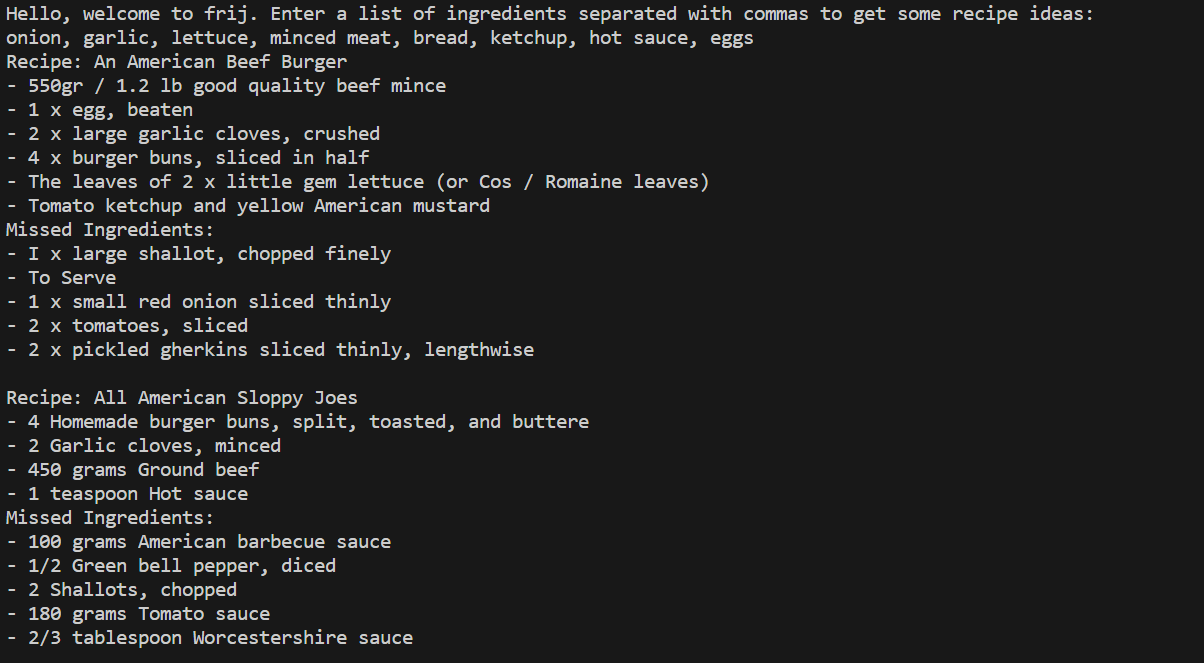 Hello, welcome to frij. Enter a list of ingredients separated with commas to get some recipe ideas:
onion, garlic, lettuce, minced meat, bread, ketchup, hot sauce, eggs
Recipe: An American Beef Burger
- 550gr / 1.2 lb good quality beef mince
- 1 x egg, beaten
- 2 x large garlic cloves, crushed
- 4 x burger buns, sliced in half
- The leaves of 2 x little gem lettuce (or Cos / Romaine leaves)
- Tomato ketchup and yellow American mustard
Missed Ingredients:
- I x large shallot, chopped finely
- To Serve
- 1 x small red onion sliced thinly
- 2 x tomatoes, sliced
- 2 x pickled gherkins sliced thinly, lengthwise

Recipe: All American Sloppy Joes
- 4 Homemade burger buns, split, toasted, and buttere
- 2 Garlic cloves, minced
- 450 grams Ground beef
- 1 teaspoon Hot sauce
Missed Ingredients:
- 100 grams American barbecue sauce
- 1/2 Green bell pepper, diced
- 2 Shallots, chopped
- 180 grams Tomato sauce
- 2/3 tablespoon Worcestershire sauce